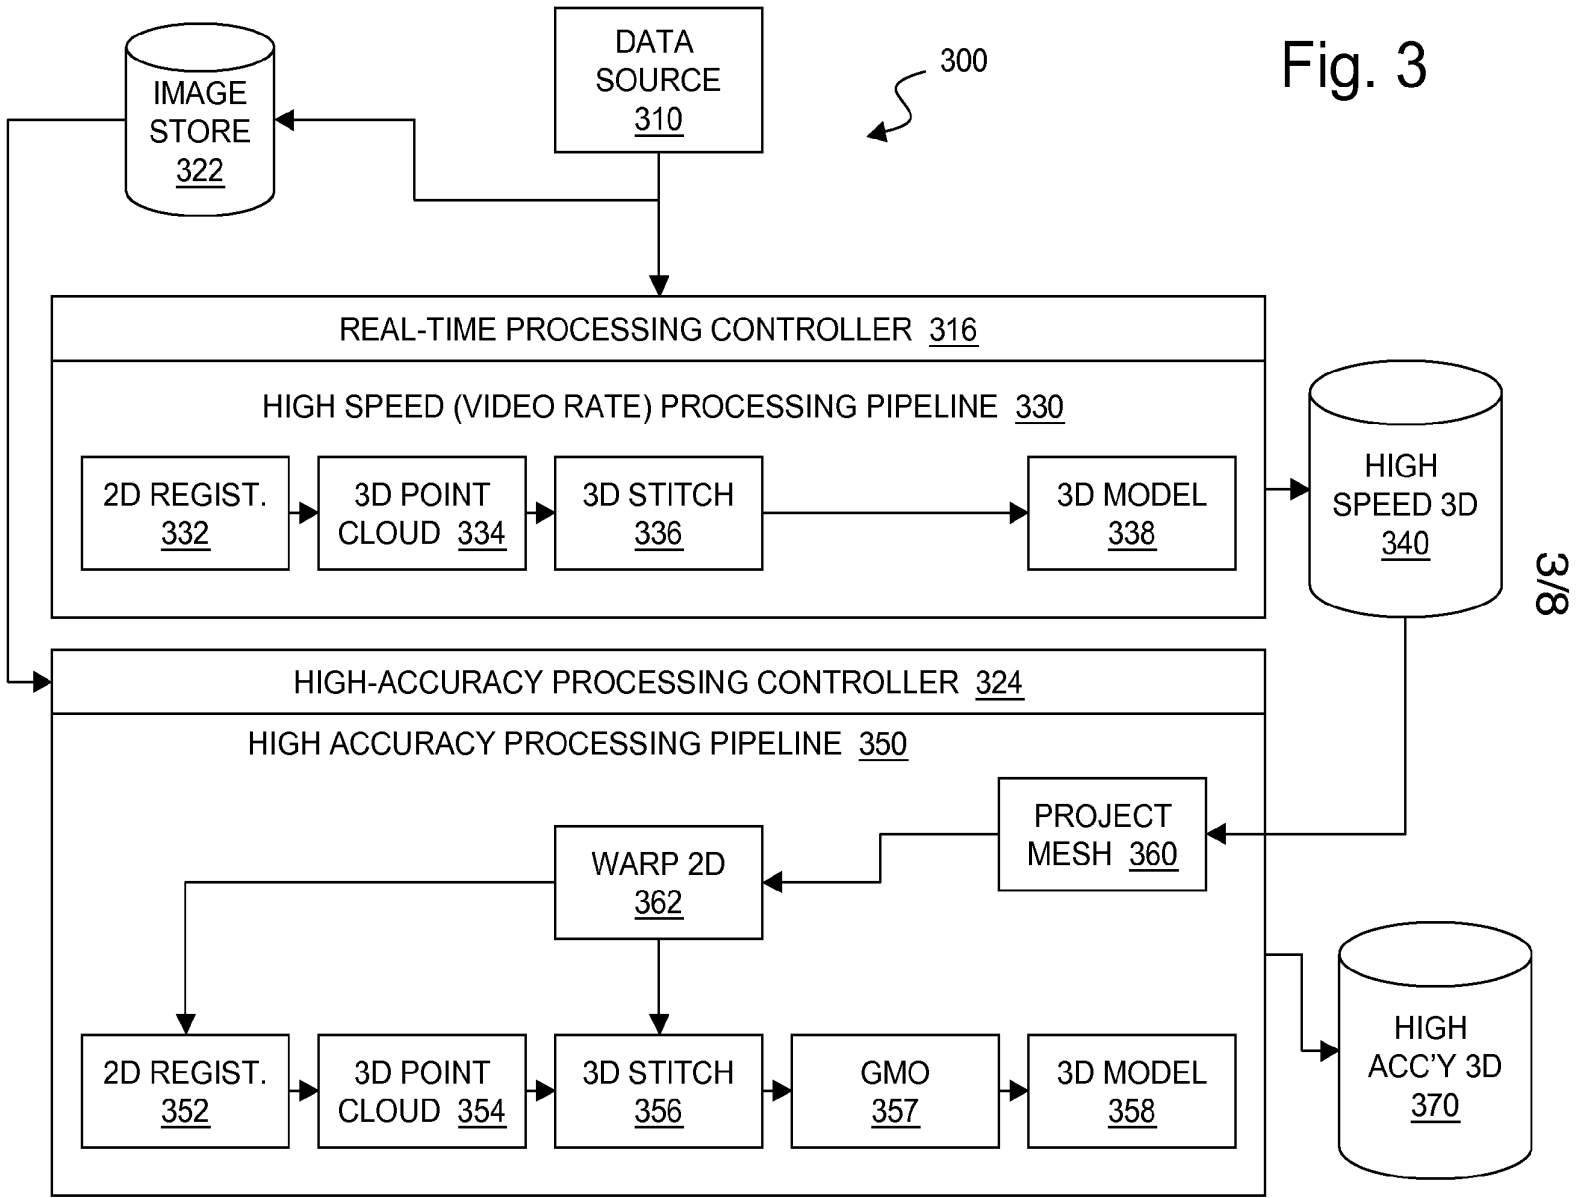 Fig. 3
300
DATA
SOURCE
310
IMAGE
STORE
322
REAL-TIME PROCESSING CONTROLLER 316
HIGH SPEED (VIDEO RATE) PROCESSING PIPELINE 330
2D REGIST.
332
3D POINT
CLOUD 334
3D STITCH
336
3D MODEL
338
HIGH
SPEED 3D
340
3/8
HIGH-ACCURACY PROCESSING CONTROLLER 324
HIGH ACCURACY PROCESSING PIPELINE 350
PROJECT
MESH 360
WARP 2D
362
2D REGIST.
352
3D POINT
CLOUD 354
3D STITCH
356
GMO
357
3D MODEL
358
HIGH
ACC'Y 3D
370